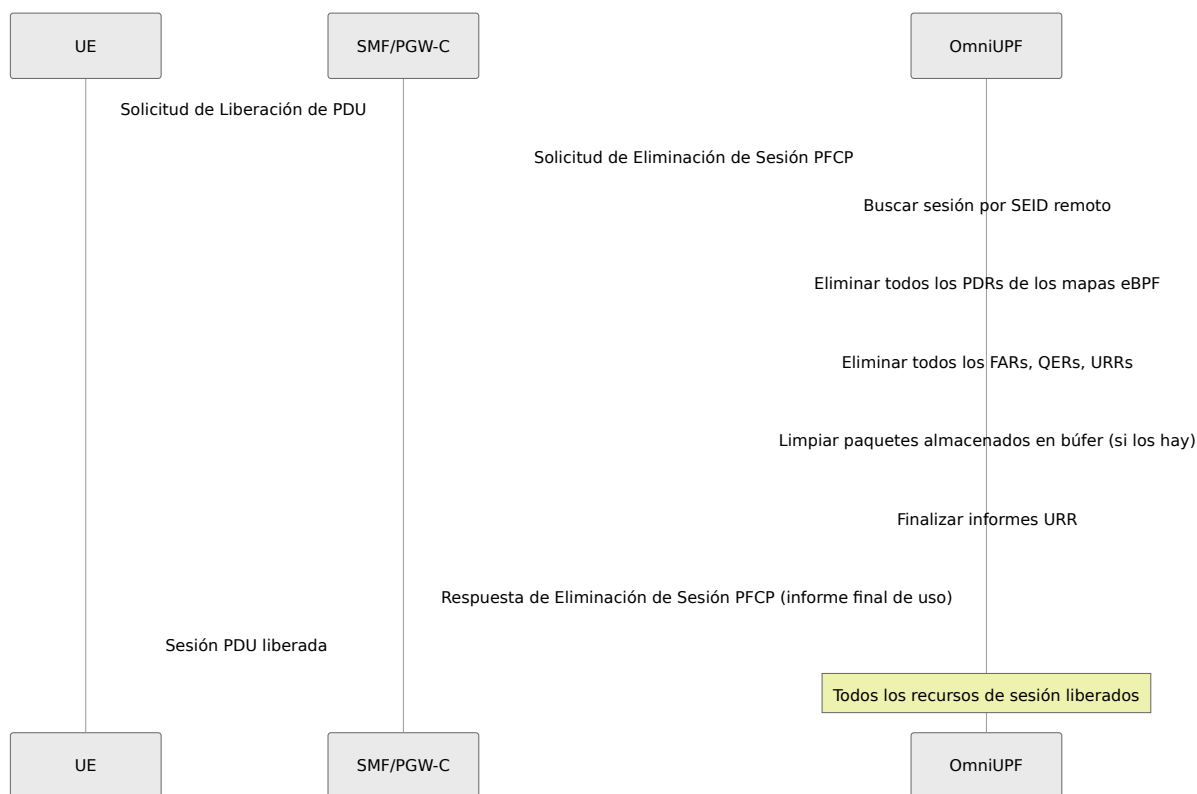 UE
SMF/PGW-C
OmniUPF
Solicitud de Liberación de PDU
Solicitud de Eliminación de Sesión PFCP
Buscar sesión por SEID remoto
Eliminar todos los PDRs de los mapas eBPF
Eliminar todos los FARs, QERs, URRs
Limpiar paquetes almacenados en búfer (si los hay)
Finalizar informes URR
Respuesta de Eliminación de Sesión PFCP (informe final de uso)
Sesión PDU liberada
Todos los recursos de sesión liberados
UE
SMF/PGW-C
OmniUPF